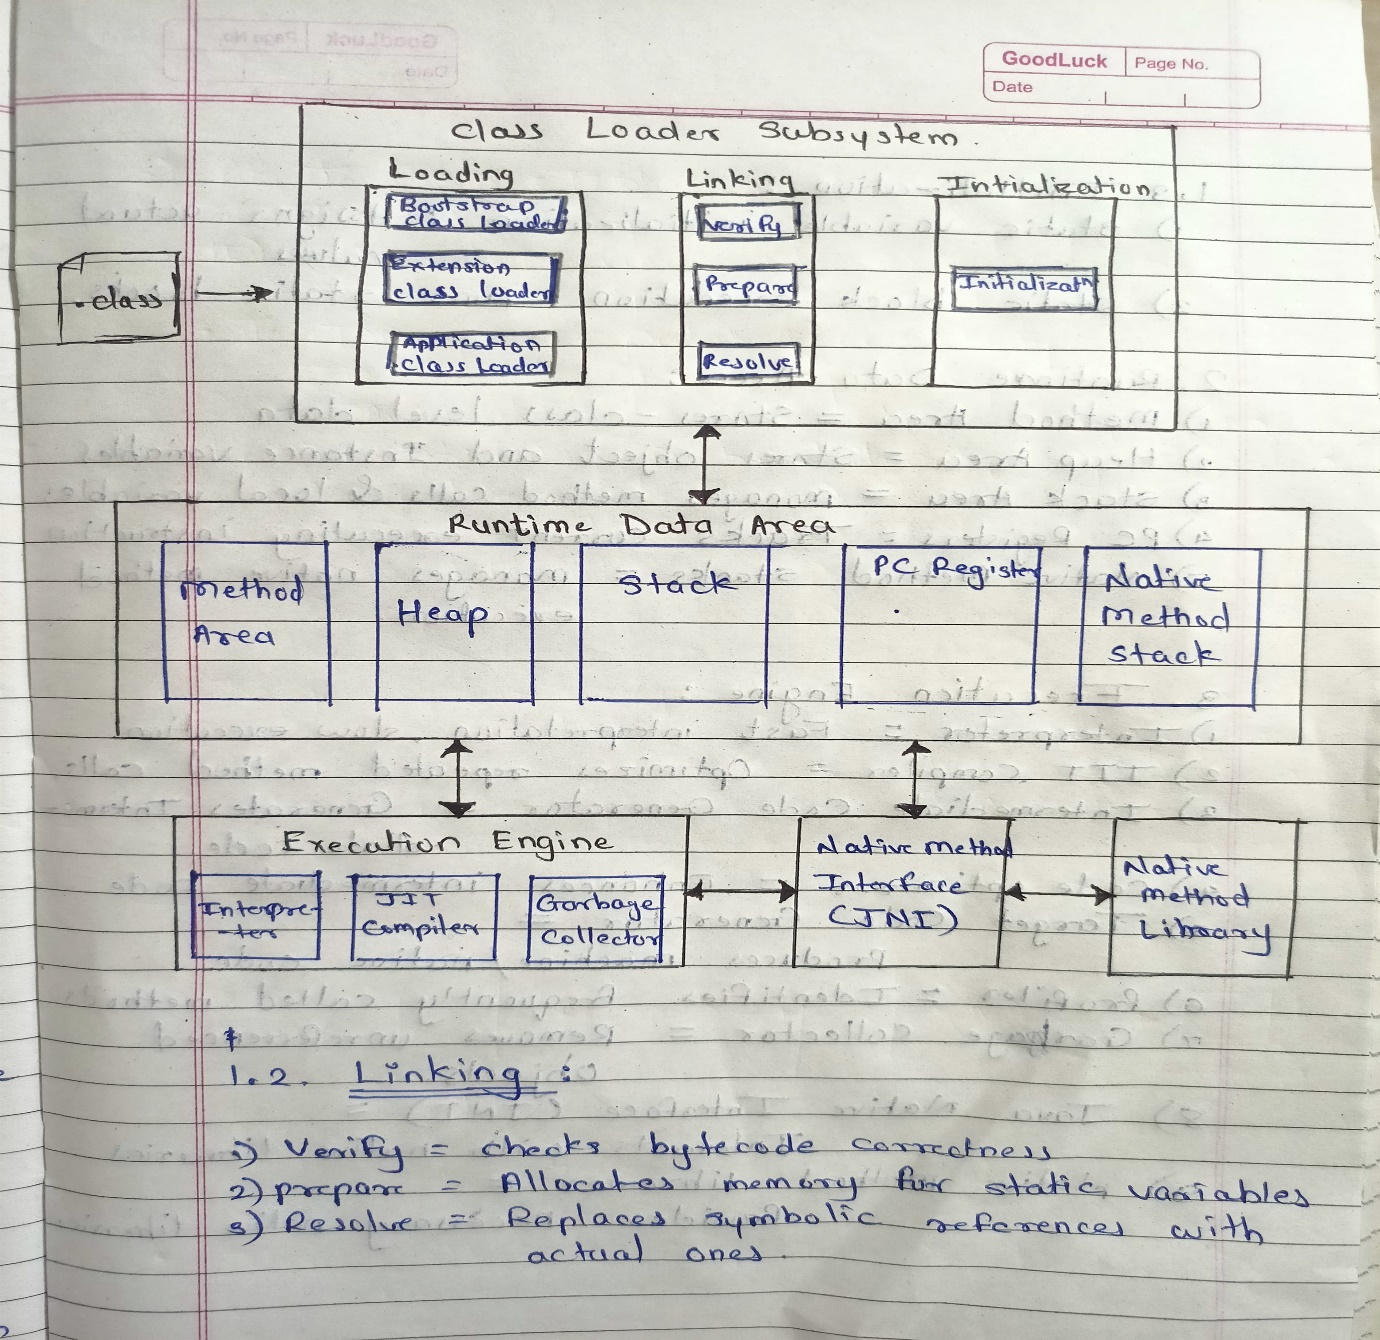 GoodLuck
Page No.
Date
Class Loader Subsystem.
Loading
Linking
Intialization
Bootstrap
class Loader
Extension
class loader
Application
class Loader
Verify
Prepare
Resolve
Initializatn
.class
Runtime Data Area
Method
Area
Heap
Stack
PC Register
Native
Method
Stack
Execution Engine
Interpre-
-ter
JIT
Compiler
Garbage
Collector
Native method
Interface
(JNI)
Native
Method
Library
1.2. Linking :
1) Verify = checks bytecode correctness
2) prepare = Allocates memory for static variables
3) Resolve = Replaces symbolic references with
actual ones.